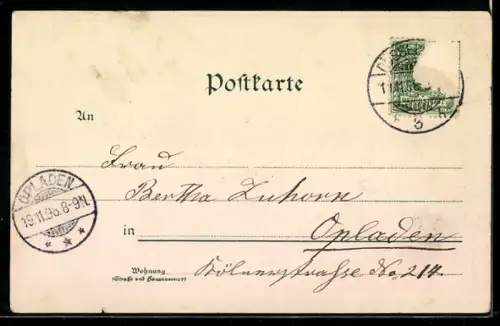 Postkarte
An
Frau
Bertha Zuhorn
in Opladen
Wohnung
(Straße und Hausnummer)
Kölnerstrasse No. 214.
OPLADEN
19.11.98.8-9N.